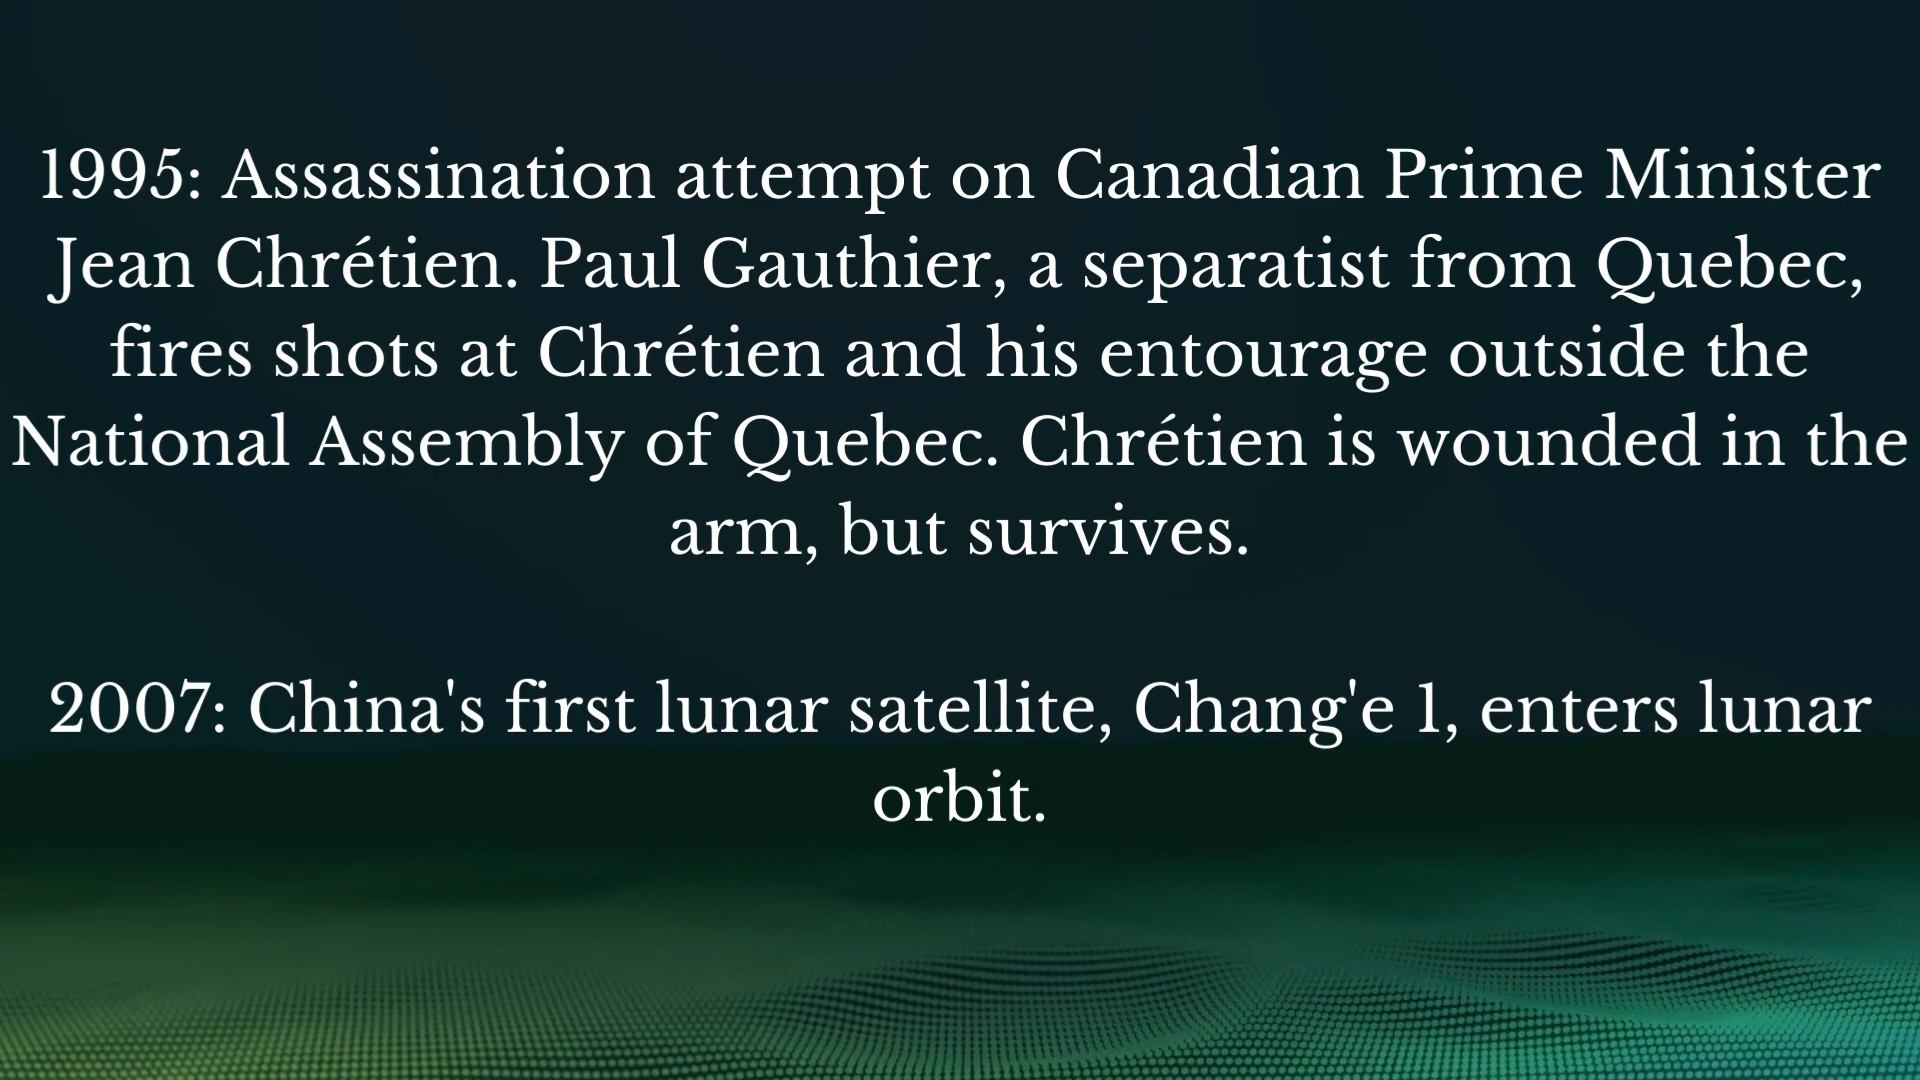 1995: Assassination attempt on Canadian Prime Minister
Jean Chrétien. Paul Gauthier, a separatist from Quebec,
fires shots at Chrétien and his entourage outside the
National Assembly of Quebec. Chrétien is wounded in the
arm, but survives.
2007: China's first lunar satellite, Chang'e 1, enters lunar
orbit.